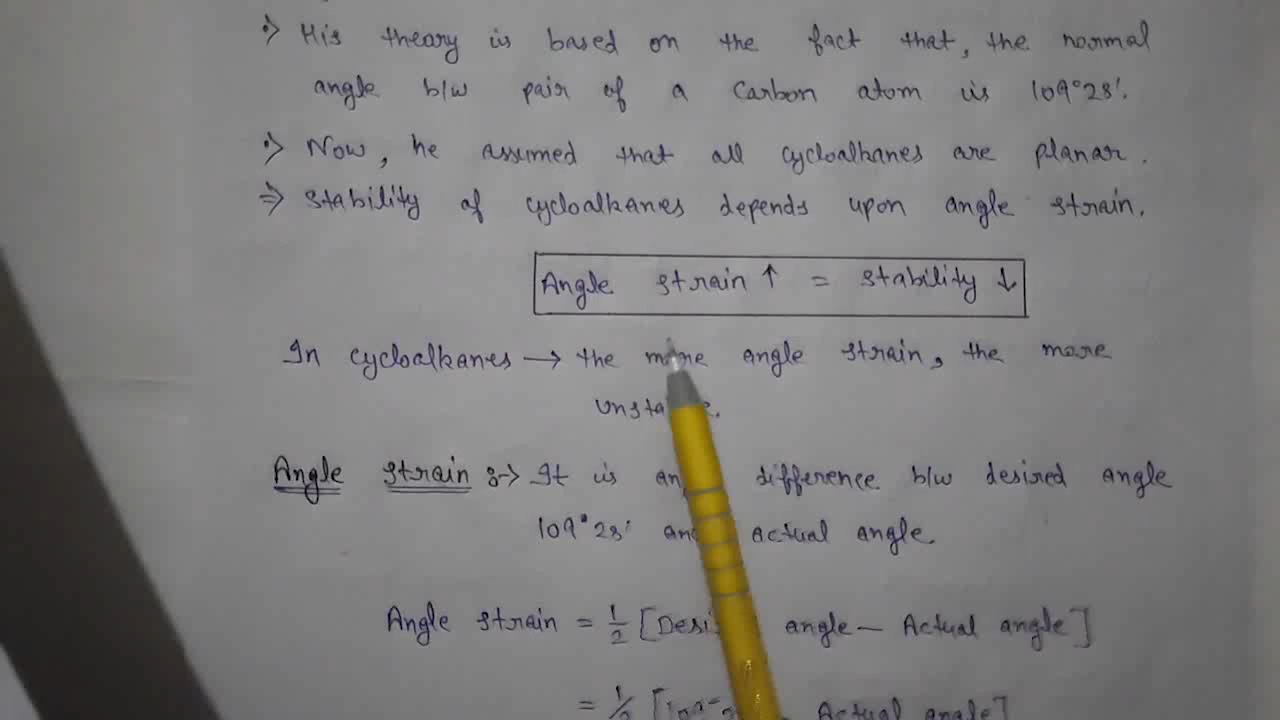 :> His theory is based on the fact that, the normal
angle b/w pair of a carbon atom is 109°28'.
:> Now, he assumed that all cycloalkanes are planar.
=> Stability of cycloalkanes depends upon angle strain.
Angle strain ↑ = stability ↓
In cycloalkanes → the more angle strain, the more
Angle strain :-> It is difference b/w desired angle
109°28' actual angle.
Angle strain = 1/2 [ angle - Actual angle]
= Actual angle]